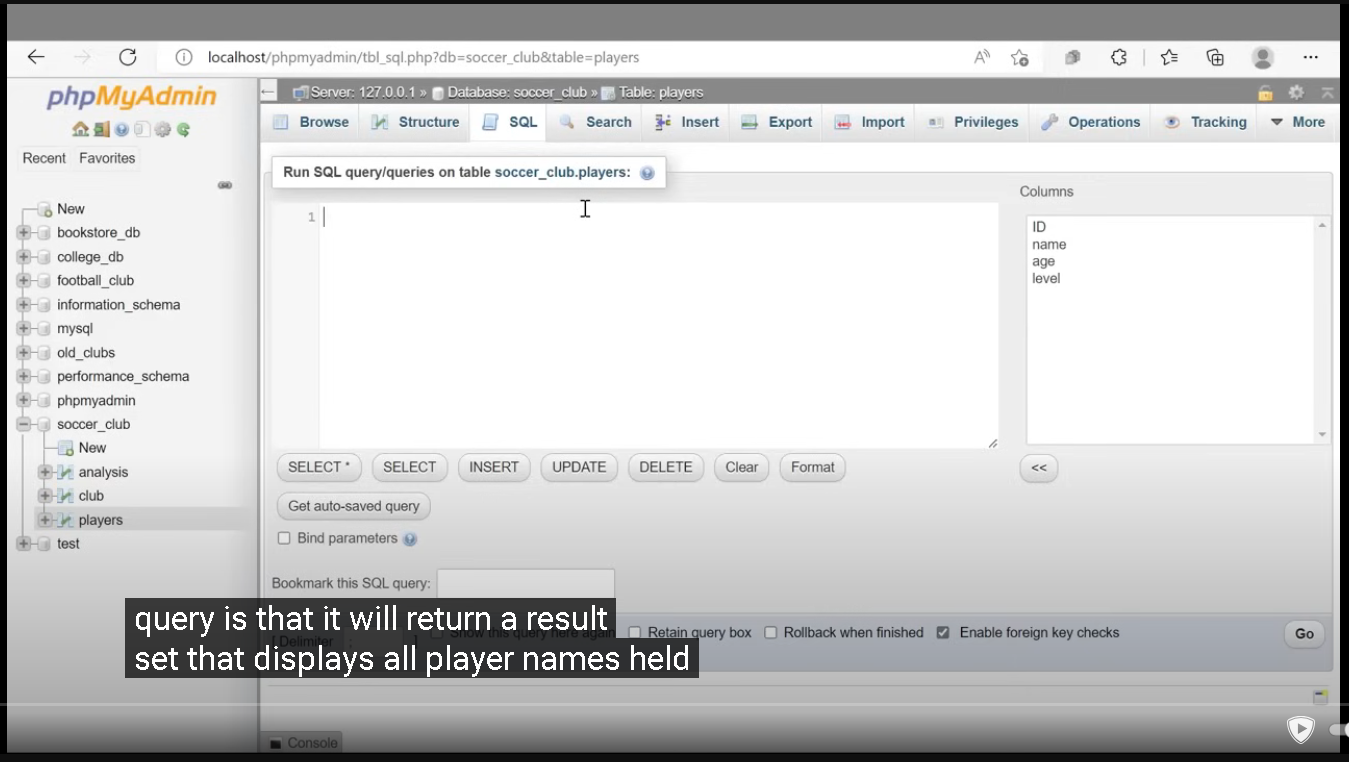 localhost/phpmyadmin/tbl_sql.php?db=soccer_club&table=players
phpMyAdmin
Recent Favorites
New
bookstore_db
college_db
football_club
information_schema
mysql
old_clubs
performance_schema
phpmyadmin
soccer_club
New
analysis
club
players
test
Server: 127.0.0.1 » Database: soccer_club » Table: players
Browse Structure SQL Search Insert Export Import Privileges Operations Tracking More
Run SQL query/queries on table soccer_club.players:
1
Columns
ID
name
age
level
SELECT * SELECT INSERT UPDATE DELETE Clear Format <<
Get auto-saved query
Bind parameters
Bookmark this SQL query:
[ Delimiter ; ] Show this query here again Retain query box Rollback when finished Enable foreign key checks Go
query is that it will return a result
set that displays all player names held
Console